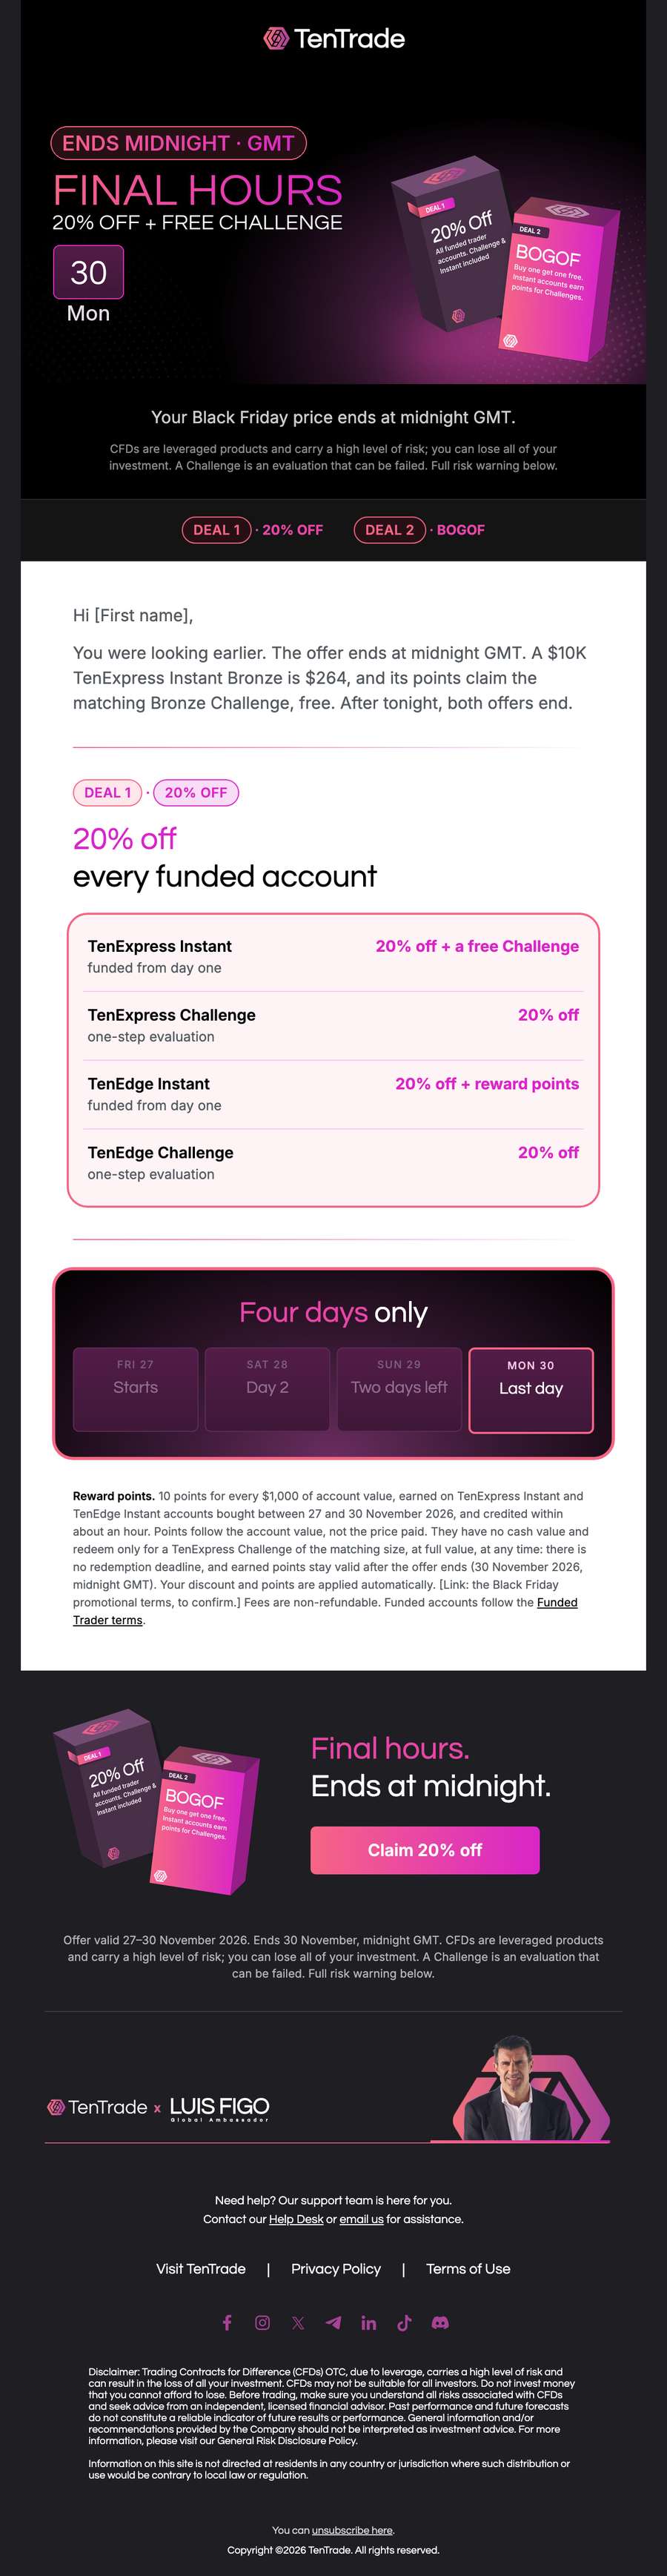 TenTrade
ENDS MIDNIGHT · GMT
FINAL HOURS
20% OFF + FREE CHALLENGE
30
Mon
DEAL 1
20% Off
All funded trader
accounts. Challenge &
Instant included
DEAL 2
BOGOF
Buy one get one free.
Instant accounts earn
points for Challenges.
Your Black Friday price ends at midnight GMT.
CFDs are leveraged products and carry a high level of risk; you can lose all of your
investment. A Challenge is an evaluation that can be failed. Full risk warning below.
DEAL 1 · 20% OFF DEAL 2 · BOGOF
Hi [First name],
You were looking earlier. The offer ends at midnight GMT. A $10K
TenExpress Instant Bronze is $264, and its points claim the
matching Bronze Challenge, free. After tonight, both offers end.
DEAL 1 · 20% OFF
20% off
every funded account
TenExpress Instant 20% off + a free Challenge
funded from day one
TenExpress Challenge 20% off
one-step evaluation
TenEdge Instant 20% off + reward points
funded from day one
TenEdge Challenge 20% off
one-step evaluation
Four days only
FRI 27 SAT 28 SUN 29 MON 30
Starts Day 2 Two days left Last day
Reward points. 10 points for every $1,000 of account value, earned on TenExpress Instant and
TenEdge Instant accounts bought between 27 and 30 November 2026, and credited within
about an hour. Points follow the account value, not the price paid. They have no cash value and
redeem only for a TenExpress Challenge of the matching size, at full value, at any time: there is
no redemption deadline, and earned points stay valid after the offer ends (30 November 2026,
midnight GMT). Your discount and points are applied automatically. [Link: the Black Friday
promotional terms, to confirm.] Fees are non-refundable. Funded accounts follow the Funded
Trader terms.
DEAL 1
20% Off
All funded trader
accounts. Challenge &
Instant included
DEAL 2
BOGOF
Buy one get one free.
Instant accounts earn
points for Challenges.
Final hours.
Ends at midnight.
Claim 20% off
Offer valid 27–30 November 2026. Ends 30 November, midnight GMT. CFDs are leveraged products
and carry a high level of risk; you can lose all of your investment. A Challenge is an evaluation that
can be failed. Full risk warning below.
TenTrade x LUIS FIGO
Global Ambassador
Need help? Our support team is here for you.
Contact our Help Desk or email us for assistance.
Visit TenTrade | Privacy Policy | Terms of Use
Disclaimer: Trading Contracts for Difference (CFDs) OTC, due to leverage, carries a high level of risk and
can result in the loss of all your investment. CFDs may not be suitable for all investors. Do not invest money
that you cannot afford to lose. Before trading, make sure you understand all risks associated with CFDs
and seek advice from an independent, licensed financial advisor. Past performance and future forecasts
do not constitute a reliable indicator of future results or performance. General information and/or
recommendations provided by the Company should not be interpreted as investment advice. For more
information, please visit our General Risk Disclosure Policy.
Information on this site is not directed at residents in any country or jurisdiction where such distribution or
use would be contrary to local law or regulation.
You can unsubscribe here.
Copyright ©2026 TenTrade. All rights reserved.